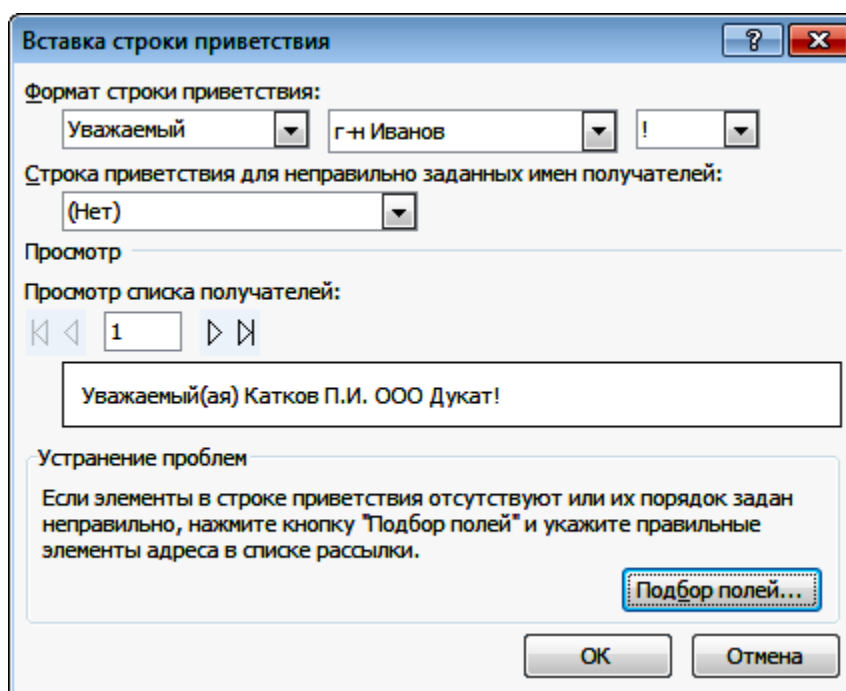 Вставка строки приветствия
Формат строки приветствия:
Уважаемый г-н Иванов !
Строка приветствия для неправильно заданных имен получателей:
(Нет)
Просмотр
Просмотр списка получателей:
1
Уважаемый(ая) Катков П.И. ООО Дукат!
Устранение проблем
Если элементы в строке приветствия отсутствуют или их порядок задан
неправильно, нажмите кнопку "Подбор полей" и укажите правильные
элементы адреса в списке рассылки.
Подбор полей...
ОК Отмена